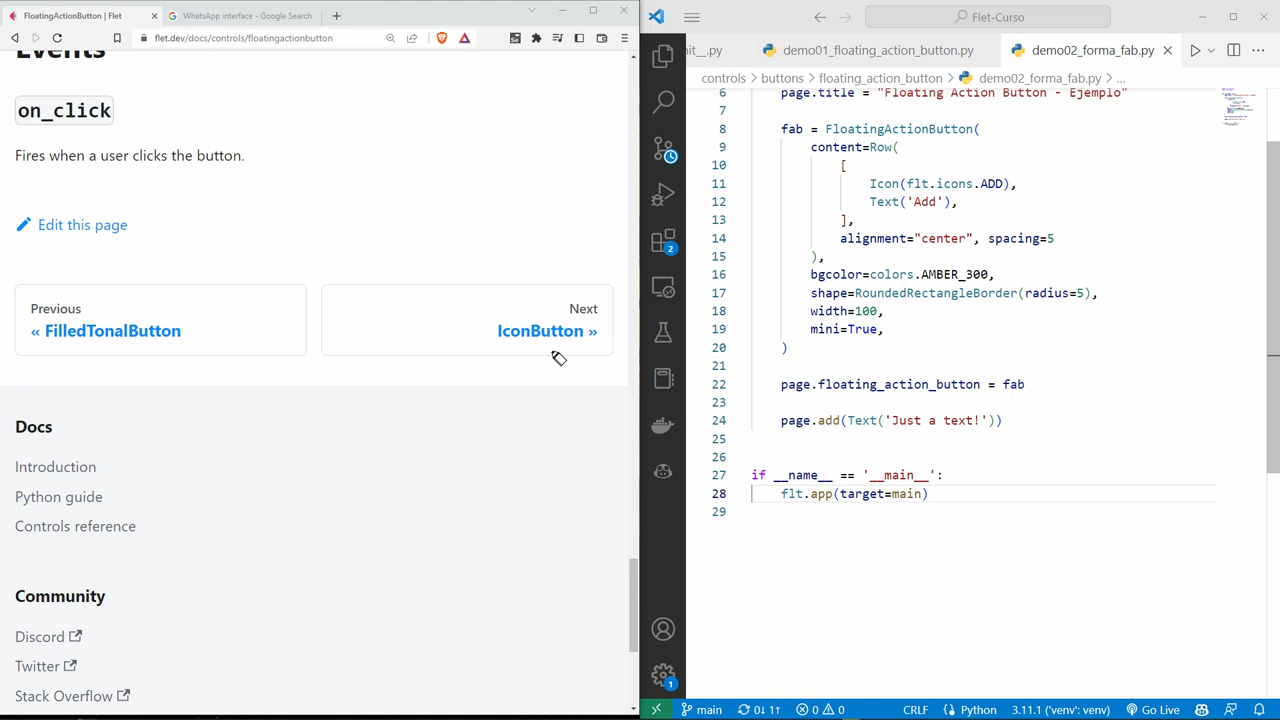 FloatingActionButton | Flet
WhatsApp interface - Google Search
flet.dev/docs/controls/floatingactionbutton
Events
on_click
Fires when a user clicks the button.
Edit this page
Previous
« FilledTonalButton
Next
IconButton »
Docs
Introduction
Python guide
Controls reference
Community
Discord
Twitter
Stack Overflow
Flet-Curso
nit__.py
demo01_floating_action_button.py
demo02_forma_fab.py
controls > buttons > floating_action_button > demo02_forma_fab.py > ...
6 page.title = "Floating Action Button - Ejemplo"
7
8 fab = FloatingActionButton(
9 content=Row(
10 [
11 Icon(flt.icons.ADD),
12 Text('Add'),
13 ],
14 alignment="center", spacing=5
15 ),
16 bgcolor=colors.AMBER_300,
17 shape=RoundedRectangleBorder(radius=5),
18 width=100,
19 mini=True,
20 )
21
22 page.floating_action_button = fab
23
24 page.add(Text('Just a text!'))
25
26
27 if __name__ == '__main__':
28 flt.app(target=main)
29
2
1
main 0↓ 1↑ 0 0 CRLF Python 3.11.1 ('venv': venv) Go Live